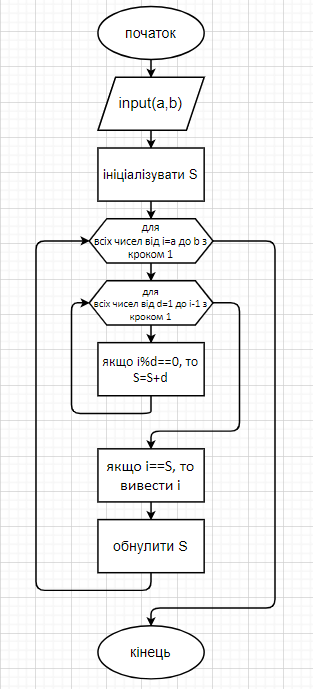 початок
input(a,b)
ініціалізувати S
для
всіх чисел від i=a до b з
кроком 1
для
всіх чисел від d=1 до i-1 з
кроком 1
якщо i%d==0, то
S=S+d
якщо i==S, то
вивести i
обнулити S
кінець